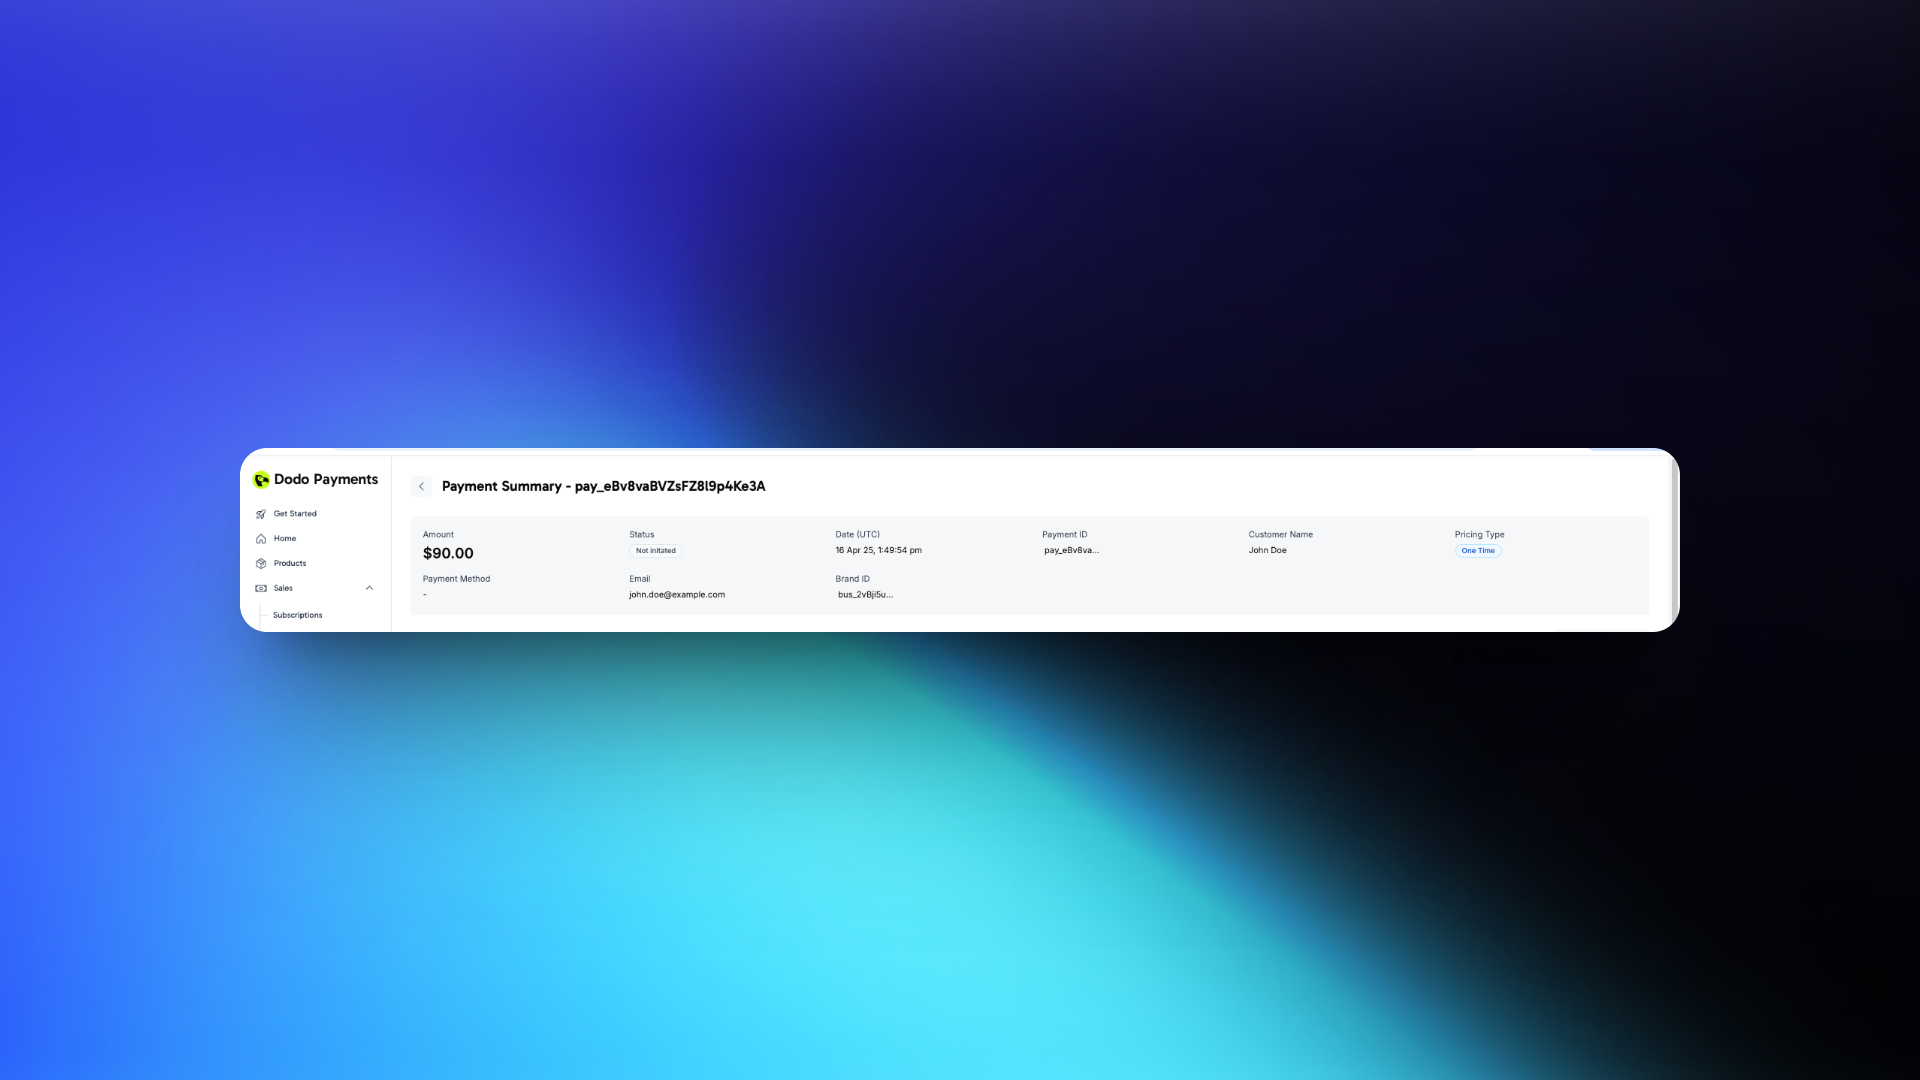 Dodo Payments
Get Started
Home
Products
Sales
Subscriptions
Payment Summary - pay_eBv8vaBVZsFZ8l9p4Ke3A
Amount
$90.00
Status
Not initated
Date (UTC)
16 Apr 25, 1:49:54 pm
Payment ID
pay_eBv8va...
Customer Name
John Doe
Pricing Type
One Time
Payment Method
-
Email
john.doe@example.com
Brand ID
bus_2vBji5u...